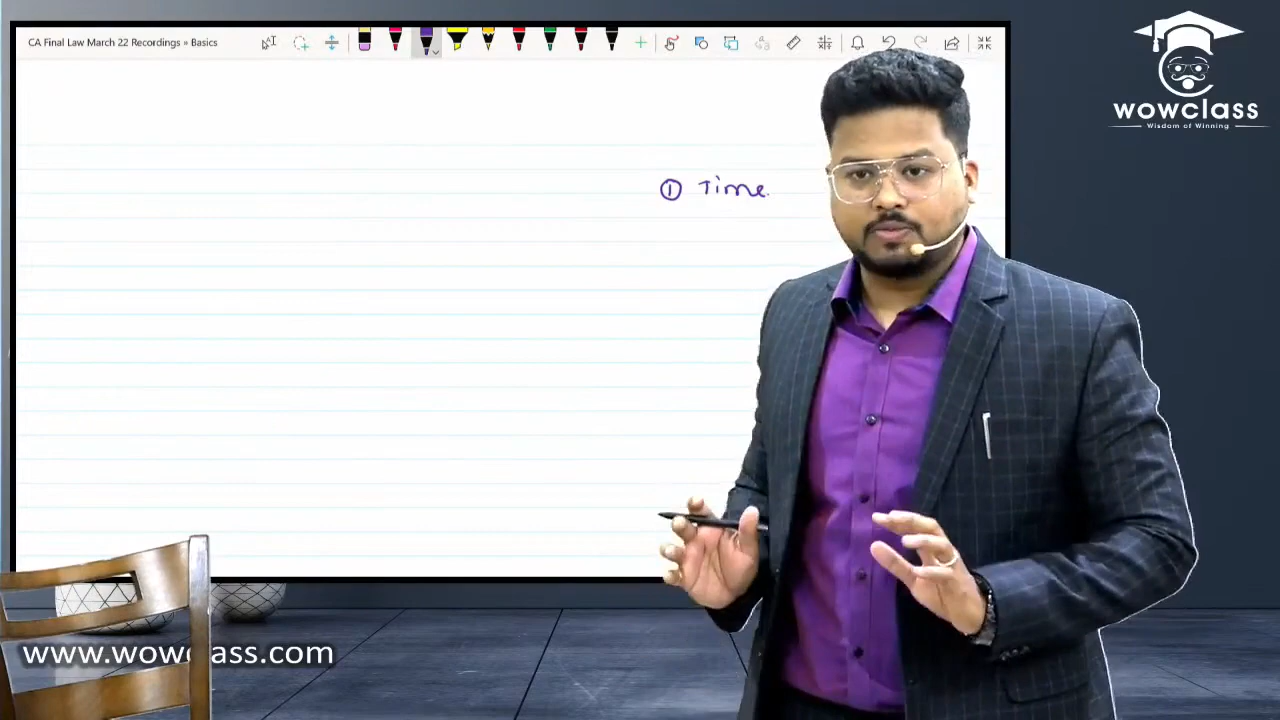 CA Final Law March 22 Recordings » Basics
① Time
wowclass
Wisdom of Winning
www.wowclass.com